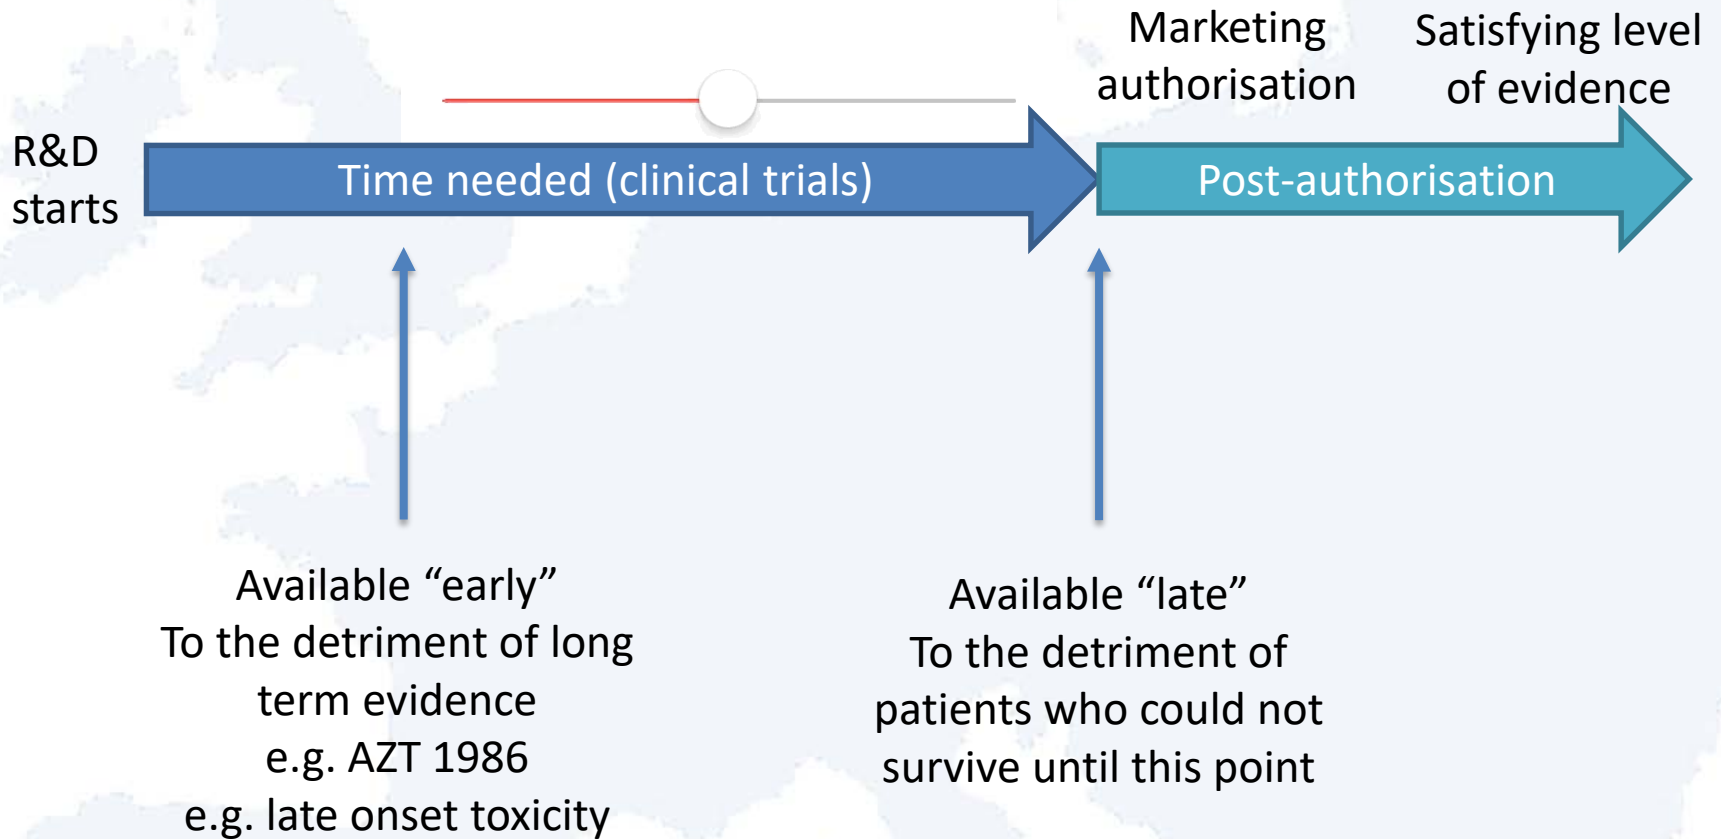 Marketing
authorisation
Satisfying level
of evidence
R&D
starts
Time needed (clinical trials)
Post-authorisation
Available “early”
To the detriment of long
term evidence
e.g. AZT 1986
e.g. late onset toxicity
Available “late”
To the detriment of
patients who could not
survive until this point